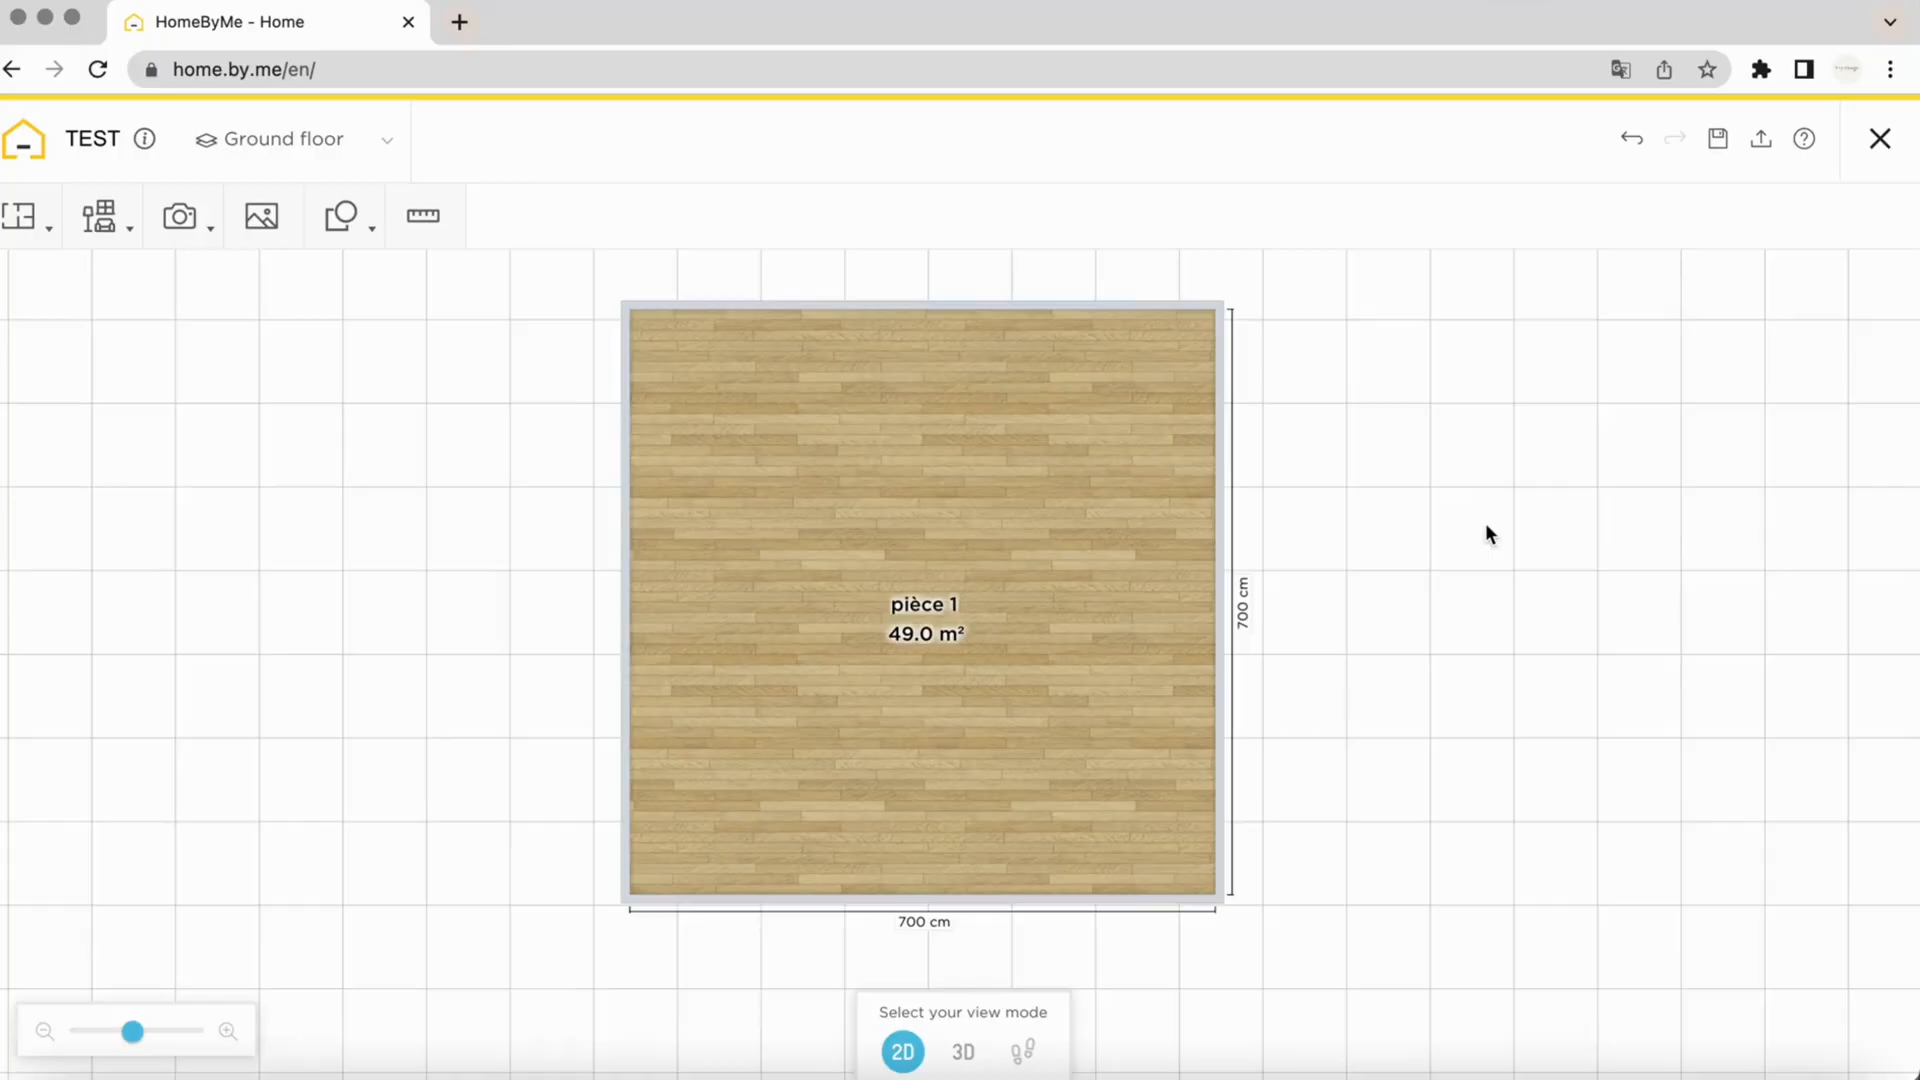 HomeByMe - Home
home.by.me/en/
TEST
Ground floor
pièce 1
49.0 m²
700 cm
700 cm
Select your view mode
2D
3D